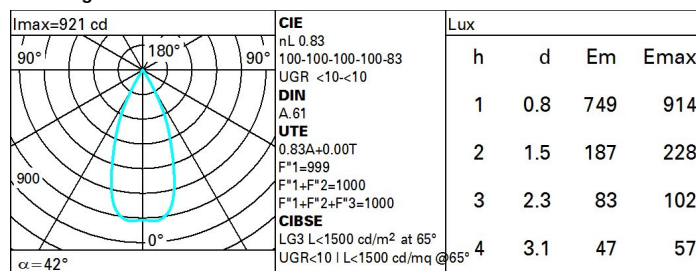 Imax=921 cd
90° 180° 90°
900
0°
α=42°
CIE
nL 0.83
100-100-100-100-83
UGR <10-<10
DIN
A.61
UTE
0.83A+0.00T
F"1=999
F"1+F"2=1000
F"1+F"2+F"3=1000
CIBSE
LG3 L<1500 cd/m² at 65°
UGR<10 | L<1500 cd/mq @65°
Lux
h d Em Emax
1 0.8 749 914
2 1.5 187 228
3 2.3 83 102
4 3.1 47 57